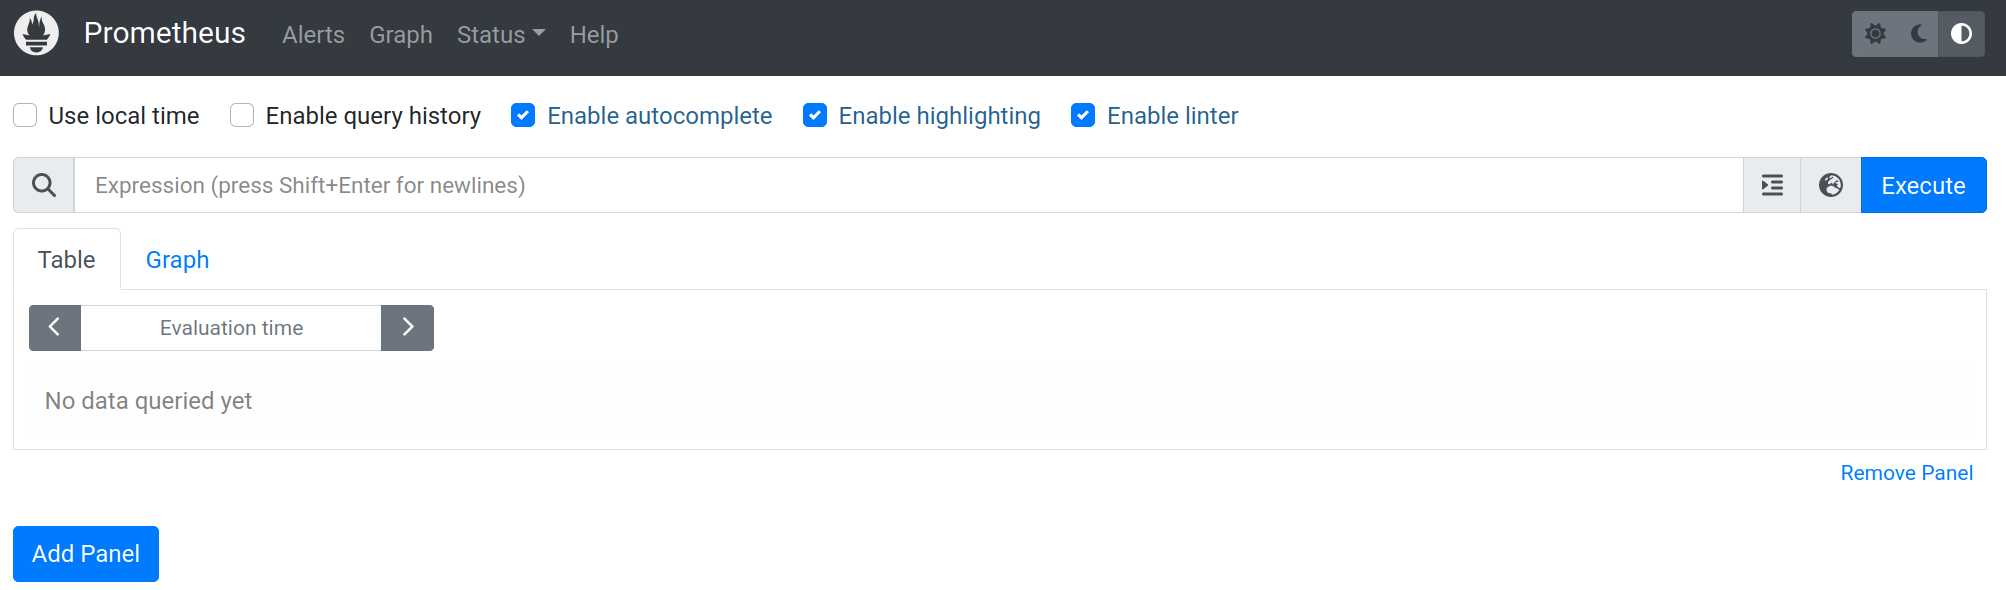 Prometheus Alerts Graph Status Help
Use local time Enable query history Enable autocomplete Enable highlighting Enable linter
Expression (press Shift+Enter for newlines) Execute
Table Graph
Evaluation time
No data queried yet
Remove Panel
Add Panel